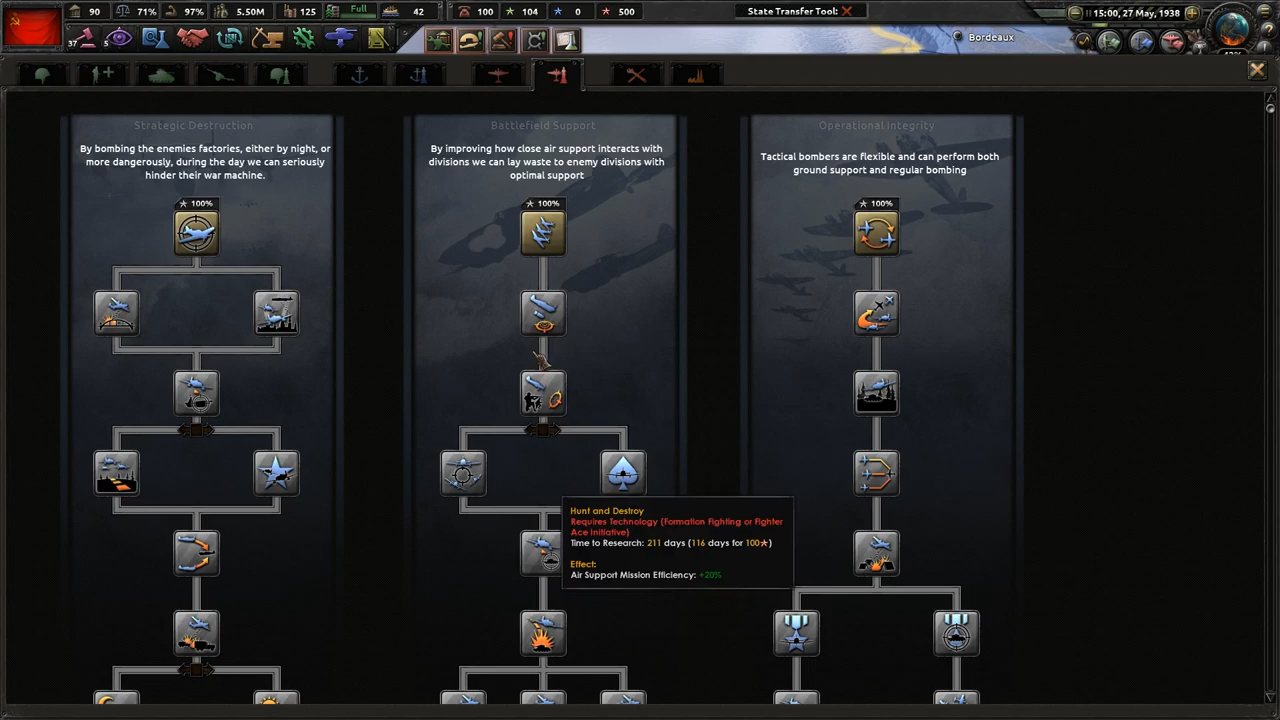 90 71% 97% 5.50M 125 Full 42 100 104 0 500 State Transfer Tool: 15:00, 27 May, 1938
37 5 Bordeaux
Strategic Destruction
By bombing the enemies factories, either by night, or
more dangerously, during the day we can seriously
hinder their war machine.
100%
Battlefield Support
By improving how close air support interacts with
divisions we can lay waste to enemy divisions with
optimal support
100%
Operational Integrity
Tactical bombers are flexible and can perform both
ground support and regular bombing
100%
Hunt and Destroy
Requires Technology (Formation Fighting or Fighter
Ace Initiative)
Time to Research: 211 days (116 days for 100)
Effect:
Air Support Mission Efficiency: +20%